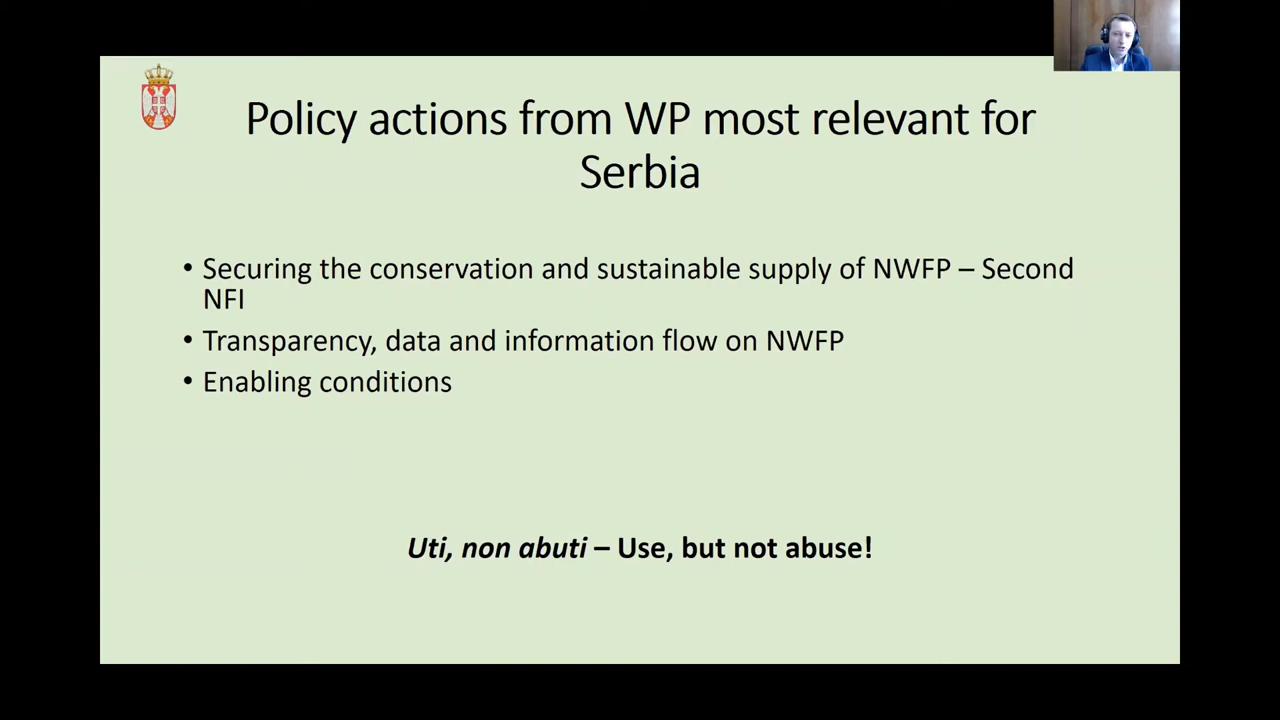 Policy actions from WP most relevant for
Serbia
• Securing the conservation and sustainable supply of NWFP – Second
NFI
• Transparency, data and information flow on NWFP
• Enabling conditions
Uti, non abuti – Use, but not abuse!